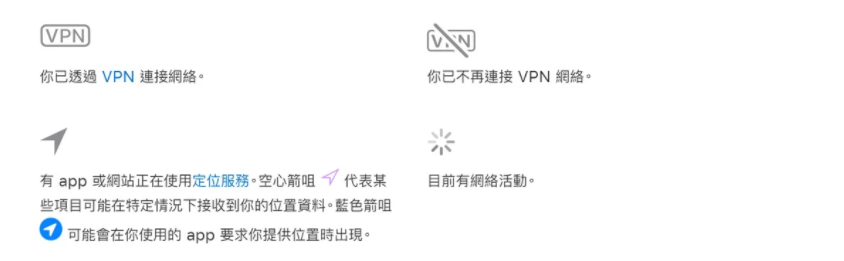 VPN
VPN
你已透過 VPN 連接網絡。
你已不再連接 VPN 網絡。
有 app 或網站正在使用定位服務。空心箭咀 代表某
些項目可能在特定情況下接收到你的位置資料。藍色箭咀
可能會在你使用的 app 要求你提供位置時出現。
目前有網絡活動。